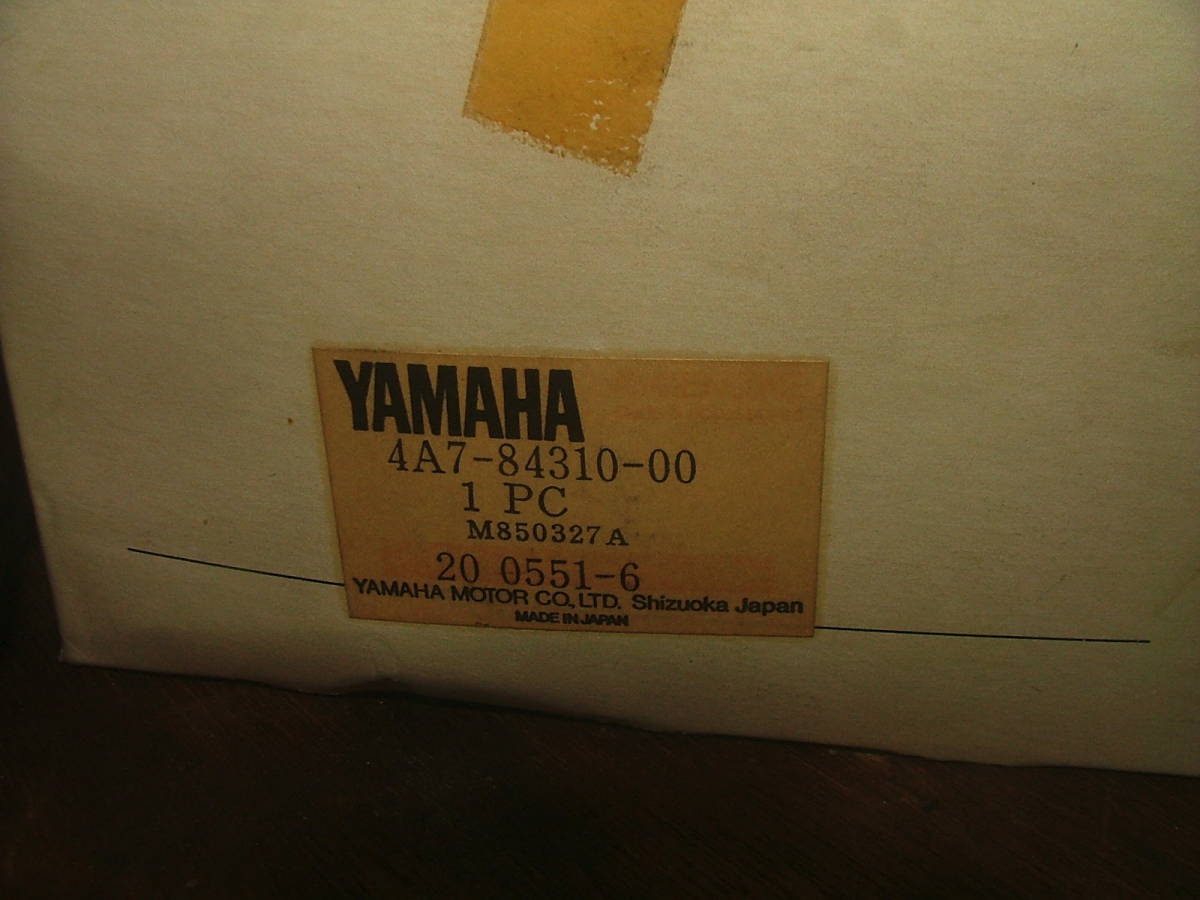 YAMAHA
4A7-84310-00
1 PC
M850327A
20 0551-6
YAMAHA MOTOR CO., LTD. Shizuoka Japan
MADE IN JAPAN